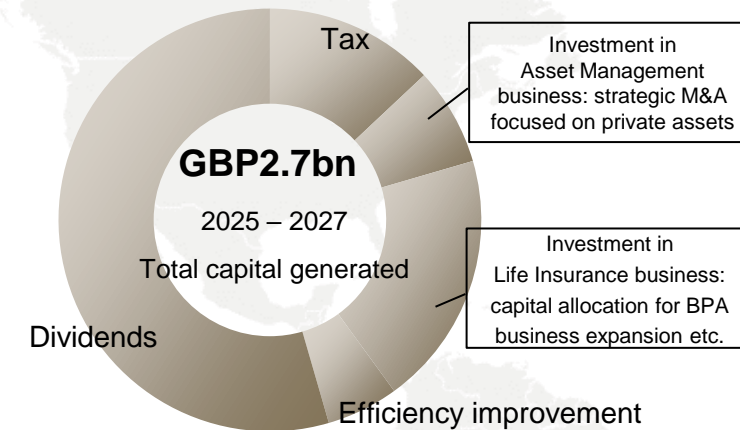 Tax
Investment in
Asset Management
business: strategic M&A
focused on private assets
GBP2.7bn
2025 – 2027
Total capital generated
Investment in
Life Insurance business:
capital allocation for BPA
business expansion etc.
Dividends
Efficiency improvement